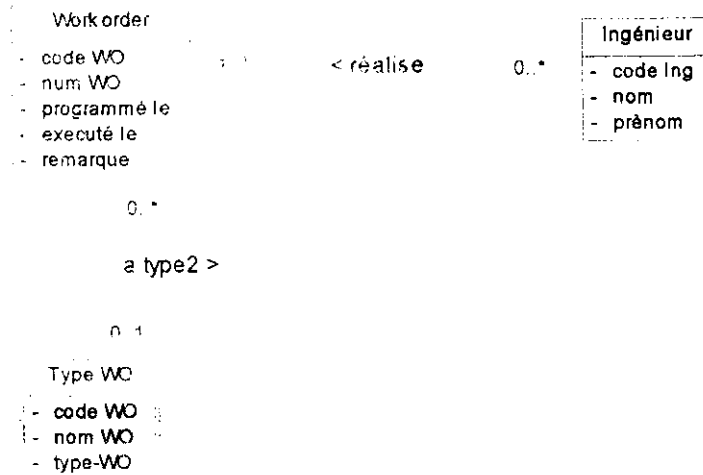 Work order
- code WO
- num WO
- programmé le
- executé le
- remarque
< réalise
0..*
Ingénieur
- code Ing
- nom
- prènom
0..*
a type2 >
0..1
Type WO
- code WO
- nom WO
- type-WO